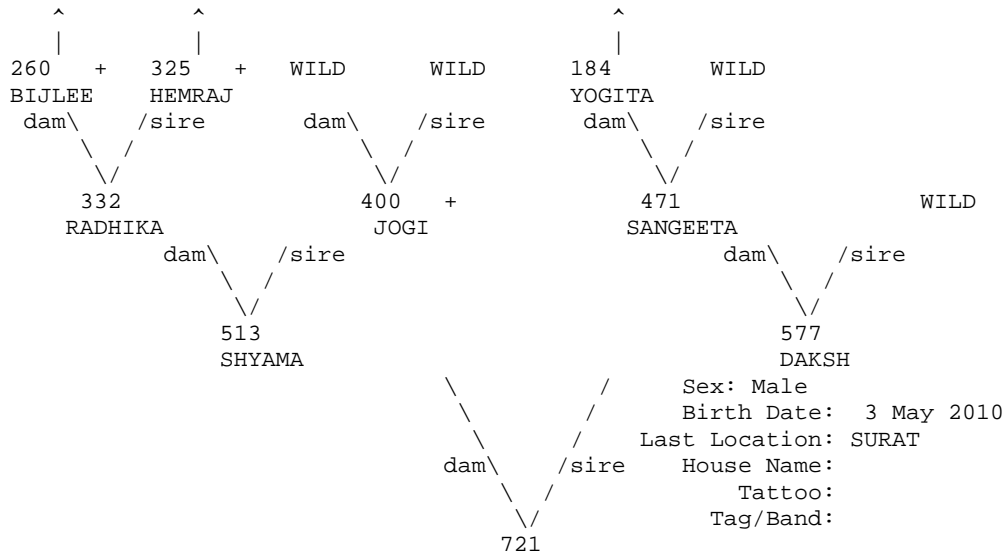 ^ ^ ^
| | |
260 + 325 + WILD WILD 184 WILD
BIJLEE HEMRAJ YOGITA
dam\ /sire dam\ /sire dam\ /sire
\ / \ / \ /
\/ \/ \/
332 400 + 471 WILD
RADHIKA JOGI SANGEETA
dam\ /sire dam\ /sire
\ / \ /
\/ \/
513 577
SHYAMA DAKSH
\ / Sex: Male
\ / Birth Date: 3 May 2010
\ / Last Location: SURAT
dam\ /sire House Name:
\ / Tattoo:
\/ Tag/Band:
721